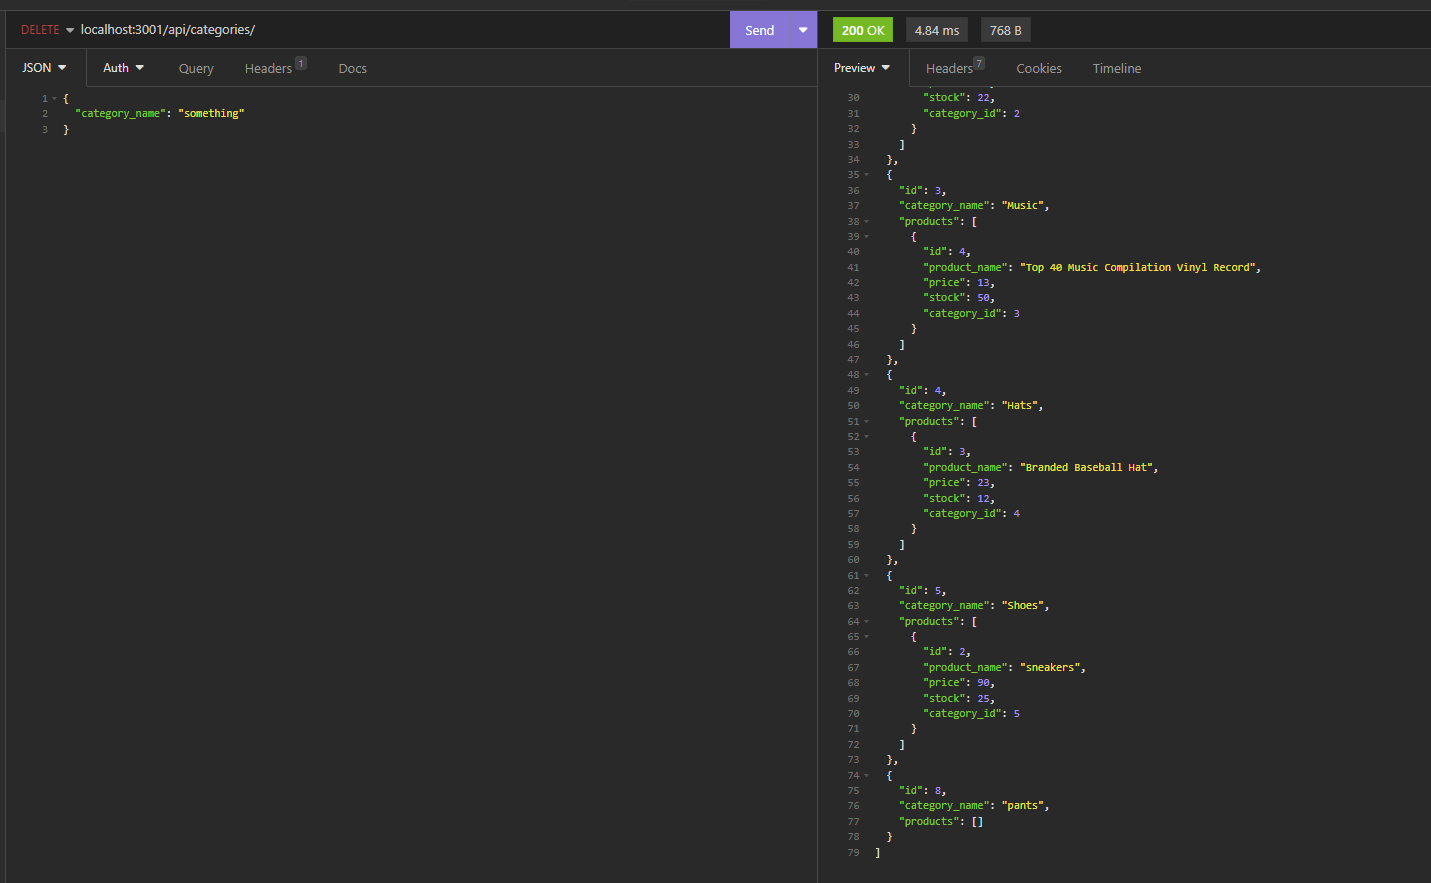 DELETE localhost:3001/api/categories/ Send
200 OK 4.84 ms 768 B
JSON Auth Query Headers 1 Docs
Preview Headers 7 Cookies Timeline
1 {
2 "category_name": "something"
3 }
30 "stock": 22,
31 "category_id": 2
32 }
33 ]
34 },
35 {
36 "id": 3,
37 "category_name": "Music",
38 "products": [
39 {
40 "id": 4,
41 "product_name": "Top 40 Music Compilation Vinyl Record",
42 "price": 13,
43 "stock": 50,
44 "category_id": 3
45 }
46 ]
47 },
48 {
49 "id": 4,
50 "category_name": "Hats",
51 "products": [
52 {
53 "id": 3,
54 "product_name": "Branded Baseball Hat",
55 "price": 23,
56 "stock": 12,
57 "category_id": 4
58 }
59 ]
60 },
61 {
62 "id": 5,
63 "category_name": "Shoes",
64 "products": [
65 {
66 "id": 2,
67 "product_name": "sneakers",
68 "price": 90,
69 "stock": 25,
70 "category_id": 5
71 }
72 ]
73 },
74 {
75 "id": 8,
76 "category_name": "pants",
77 "products": []
78 }
79 ]